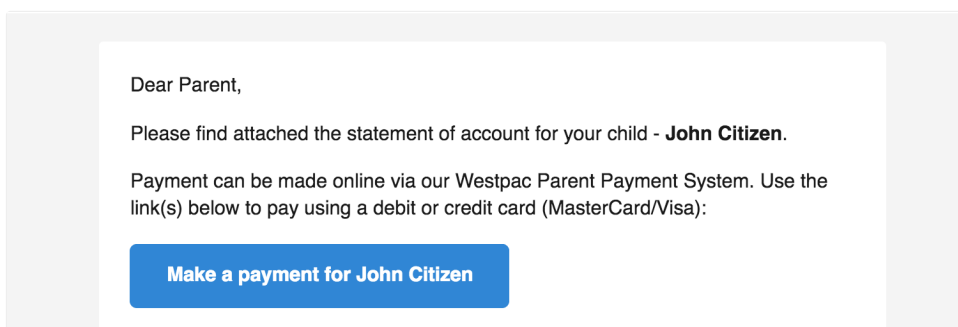 Dear Parent,
Please find attached the statement of account for your child - John Citizen.
Payment can be made online via our Westpac Parent Payment System. Use the
link(s) below to pay using a debit or credit card (MasterCard/Visa):
Make a payment for John Citizen